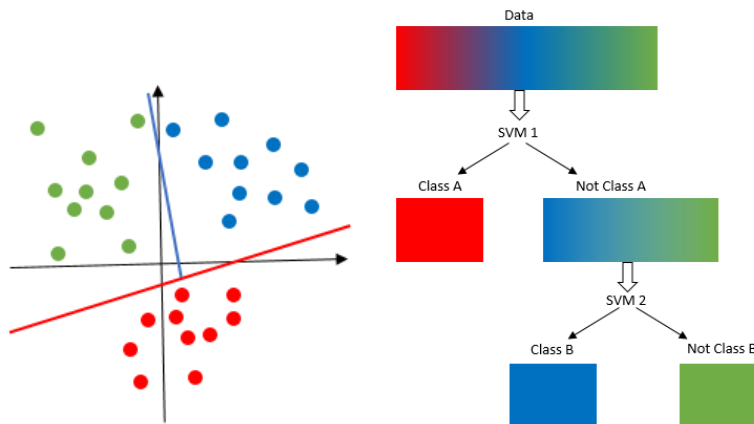 Data
SVM 1
Class A
Not Class A
SVM 2
Class B
Not Class B